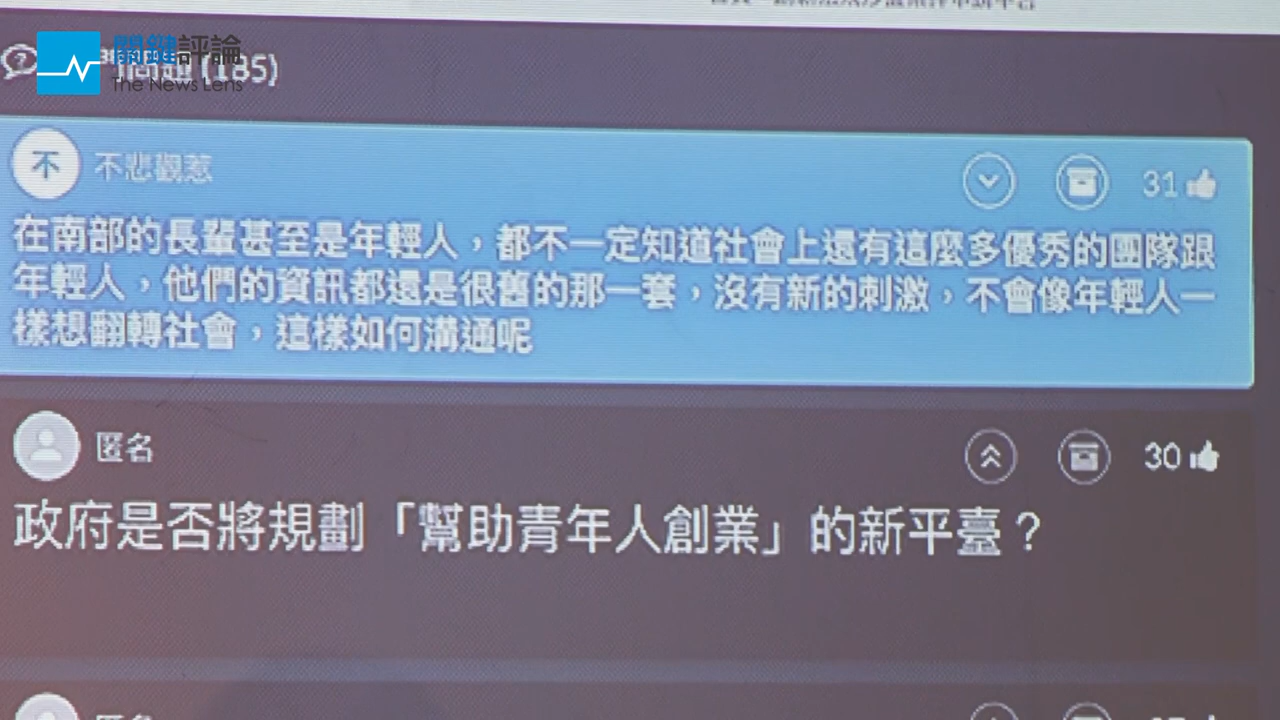 關鍵評論
The News Lens
問題 (185)
不
不悲觀惹
31
在南部的長輩甚至是年輕人，都不一定知道社會上還有這麼多優秀的團隊跟
年輕人，他們的資訊都還是很舊的那一套，沒有新的刺激，不會像年輕人一
樣想翻轉社會，這樣如何溝通呢
匿名
30
政府是否將規劃「幫助青年人創業」的新平臺？
匿名